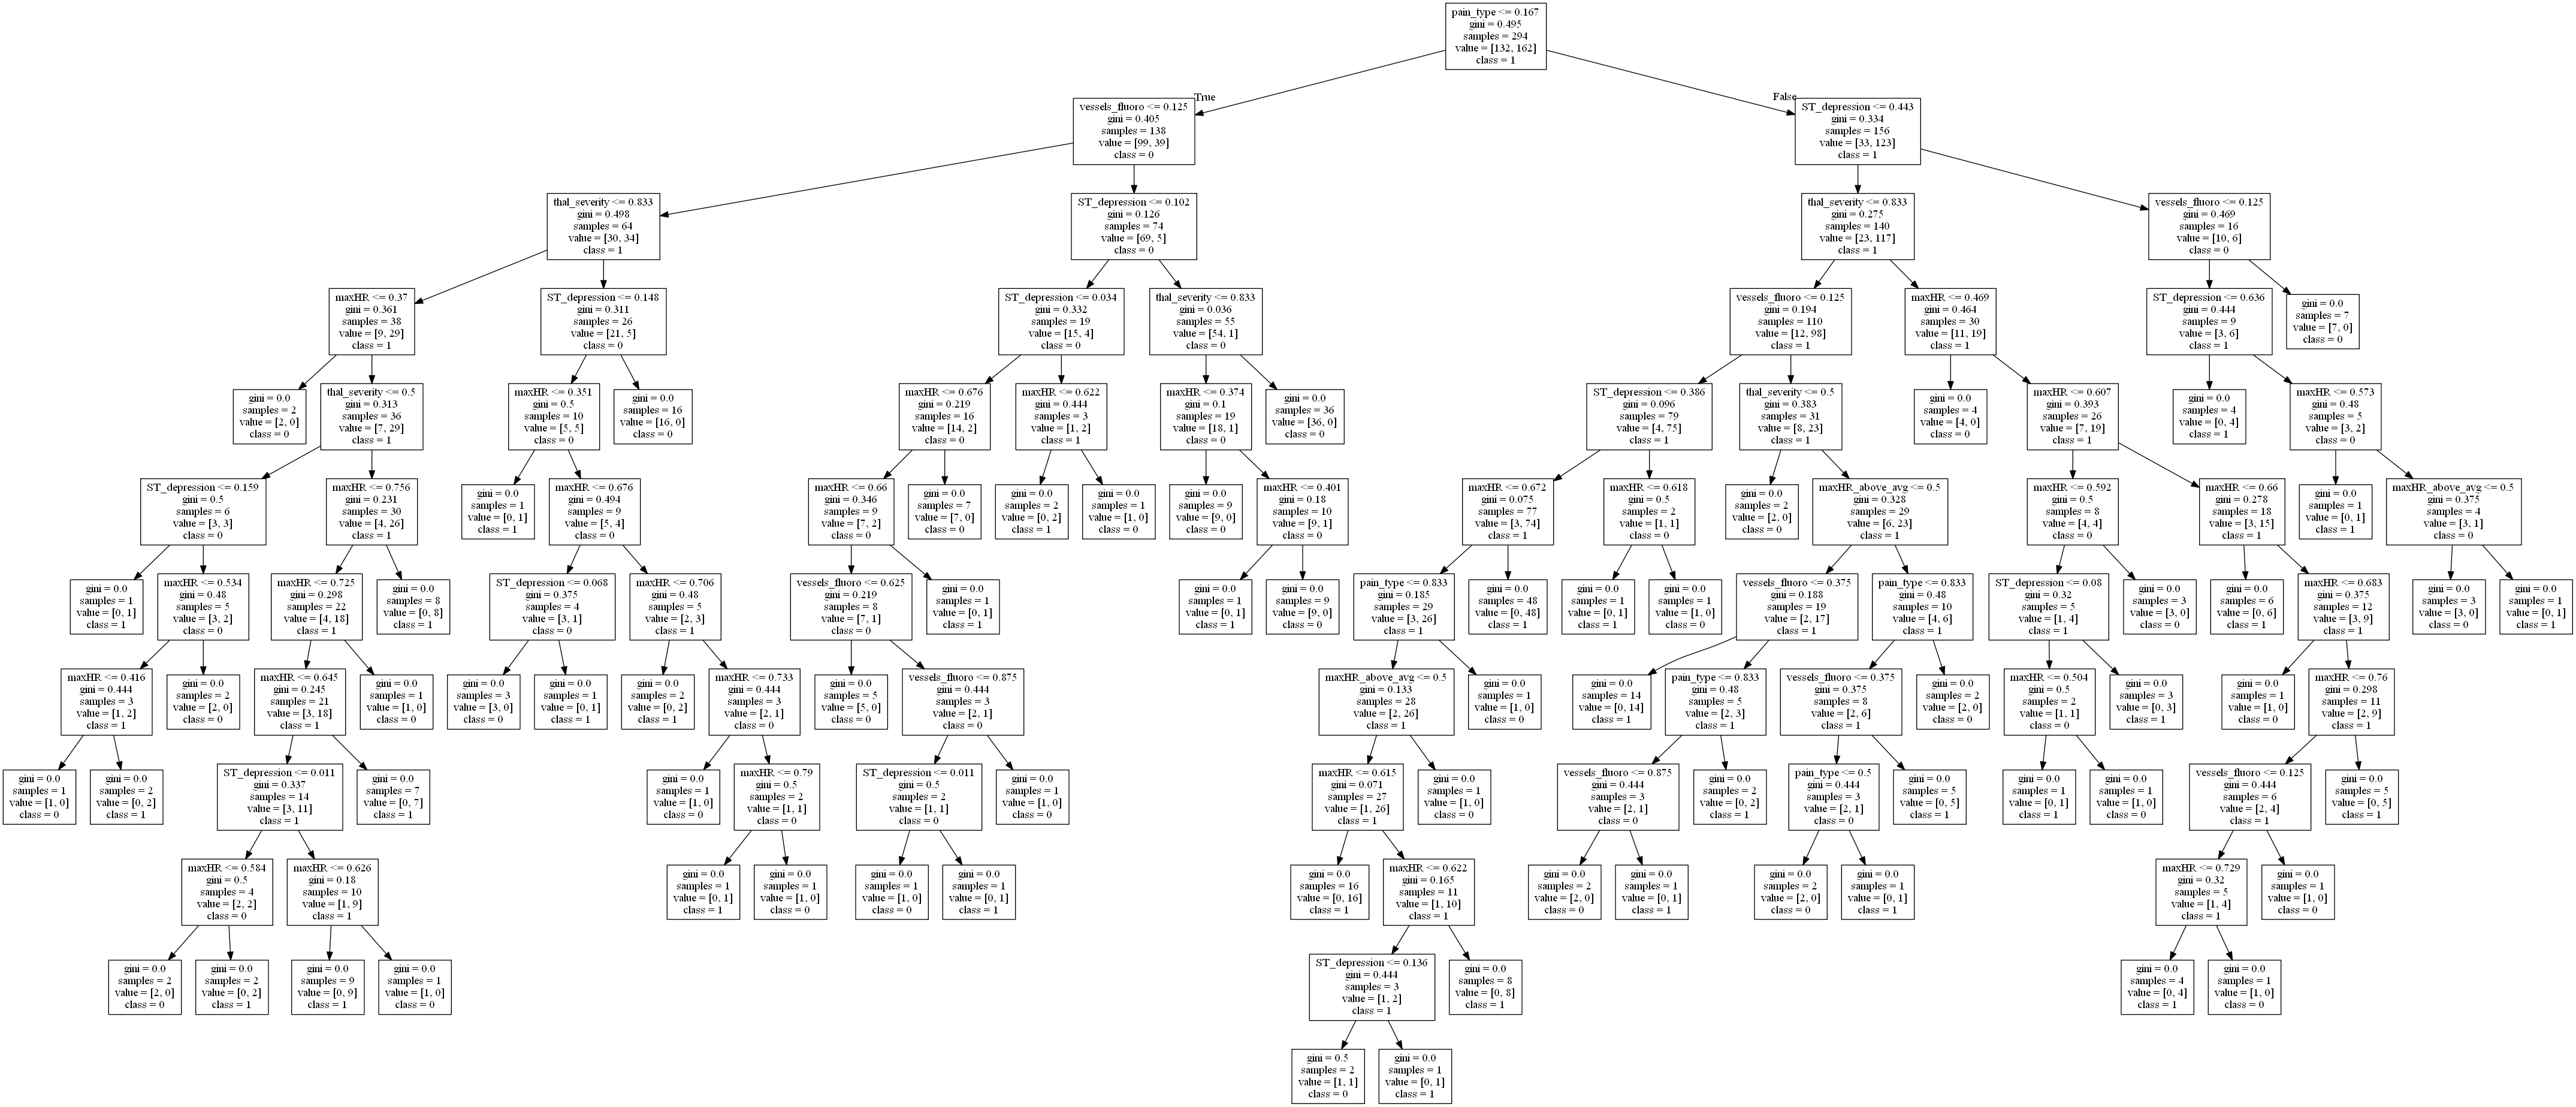 pain_type <= 0.167
gini = 0.495
samples = 294
value = [132, 162]
class = 1
True
False
vessels_fluoro <= 0.125
gini = 0.405
samples = 138
value = [99, 39]
class = 0
ST_depression <= 0.443
gini = 0.334
samples = 156
value = [33, 123]
class = 1
thal_severity <= 0.833
gini = 0.498
samples = 64
value = [30, 34]
class = 1
ST_depression <= 0.102
gini = 0.126
samples = 74
value = [69, 5]
class = 0
thal_severity <= 0.833
gini = 0.275
samples = 140
value = [23, 117]
class = 1
vessels_fluoro <= 0.125
gini = 0.469
samples = 16
value = [10, 6]
class = 0
maxHR <= 0.37
gini = 0.361
samples = 38
value = [9, 29]
class = 1
ST_depression <= 0.148
gini = 0.311
samples = 26
value = [21, 5]
class = 0
ST_depression <= 0.034
gini = 0.332
samples = 19
value = [15, 4]
class = 0
thal_severity <= 0.833
gini = 0.036
samples = 55
value = [54, 1]
class = 0
vessels_fluoro <= 0.125
gini = 0.194
samples = 110
value = [12, 98]
class = 1
maxHR <= 0.469
gini = 0.464
samples = 30
value = [11, 19]
class = 1
ST_depression <= 0.636
gini = 0.444
samples = 9
value = [3, 6]
class = 1
gini = 0.0
samples = 7
value = [7, 0]
class = 0
gini = 0.0
samples = 2
value = [2, 0]
class = 0
thal_severity <= 0.5
gini = 0.313
samples = 36
value = [7, 29]
class = 1
maxHR <= 0.351
gini = 0.5
samples = 10
value = [5, 5]
class = 0
gini = 0.0
samples = 16
value = [16, 0]
class = 0
maxHR <= 0.676
gini = 0.219
samples = 16
value = [14, 2]
class = 0
maxHR <= 0.622
gini = 0.444
samples = 3
value = [1, 2]
class = 1
maxHR <= 0.374
gini = 0.1
samples = 19
value = [18, 1]
class = 0
gini = 0.0
samples = 36
value = [36, 0]
class = 0
ST_depression <= 0.386
gini = 0.096
samples = 79
value = [4, 75]
class = 1
thal_severity <= 0.5
gini = 0.383
samples = 31
value = [8, 23]
class = 1
gini = 0.0
samples = 4
value = [4, 0]
class = 0
maxHR <= 0.607
gini = 0.393
samples = 26
value = [7, 19]
class = 1
gini = 0.0
samples = 4
value = [0, 4]
class = 1
maxHR <= 0.573
gini = 0.48
samples = 5
value = [3, 2]
class = 0
ST_depression <= 0.159
gini = 0.5
samples = 6
value = [3, 3]
class = 0
maxHR <= 0.756
gini = 0.231
samples = 30
value = [4, 26]
class = 1
gini = 0.0
samples = 1
value = [0, 1]
class = 1
maxHR <= 0.676
gini = 0.494
samples = 9
value = [5, 4]
class = 0
maxHR <= 0.66
gini = 0.346
samples = 9
value = [7, 2]
class = 0
gini = 0.0
samples = 7
value = [7, 0]
class = 0
gini = 0.0
samples = 2
value = [0, 2]
class = 1
gini = 0.0
samples = 1
value = [1, 0]
class = 0
gini = 0.0
samples = 9
value = [9, 0]
class = 0
maxHR <= 0.401
gini = 0.18
samples = 10
value = [9, 1]
class = 0
maxHR <= 0.672
gini = 0.075
samples = 77
value = [3, 74]
class = 1
maxHR <= 0.618
gini = 0.5
samples = 2
value = [1, 1]
class = 0
gini = 0.0
samples = 2
value = [2, 0]
class = 0
maxHR_above_avg <= 0.5
gini = 0.328
samples = 29
value = [6, 23]
class = 1
maxHR <= 0.592
gini = 0.5
samples = 8
value = [4, 4]
class = 0
maxHR <= 0.66
gini = 0.278
samples = 18
value = [3, 15]
class = 1
gini = 0.0
samples = 1
value = [0, 1]
class = 1
maxHR_above_avg <= 0.5
gini = 0.375
samples = 4
value = [3, 1]
class = 0
gini = 0.0
samples = 1
value = [0, 1]
class = 1
maxHR <= 0.534
gini = 0.48
samples = 5
value = [3, 2]
class = 0
maxHR <= 0.725
gini = 0.298
samples = 22
value = [4, 18]
class = 1
gini = 0.0
samples = 8
value = [0, 8]
class = 1
ST_depression <= 0.068
gini = 0.375
samples = 4
value = [3, 1]
class = 0
maxHR <= 0.706
gini = 0.48
samples = 5
value = [2, 3]
class = 1
vessels_fluoro <= 0.625
gini = 0.219
samples = 8
value = [7, 1]
class = 0
gini = 0.0
samples = 1
value = [0, 1]
class = 1
gini = 0.0
samples = 1
value = [0, 1]
class = 1
gini = 0.0
samples = 9
value = [9, 0]
class = 0
pain_type <= 0.833
gini = 0.185
samples = 29
value = [3, 26]
class = 1
gini = 0.0
samples = 48
value = [0, 48]
class = 1
gini = 0.0
samples = 1
value = [0, 1]
class = 1
gini = 0.0
samples = 1
value = [1, 0]
class = 0
vessels_fluoro <= 0.375
gini = 0.188
samples = 19
value = [2, 17]
class = 1
pain_type <= 0.833
gini = 0.48
samples = 10
value = [4, 6]
class = 1
ST_depression <= 0.08
gini = 0.32
samples = 5
value = [1, 4]
class = 1
gini = 0.0
samples = 3
value = [3, 0]
class = 0
gini = 0.0
samples = 6
value = [0, 6]
class = 1
maxHR <= 0.683
gini = 0.375
samples = 12
value = [3, 9]
class = 1
gini = 0.0
samples = 3
value = [3, 0]
class = 0
gini = 0.0
samples = 1
value = [0, 1]
class = 1
maxHR <= 0.416
gini = 0.444
samples = 3
value = [1, 2]
class = 1
gini = 0.0
samples = 2
value = [2, 0]
class = 0
maxHR <= 0.645
gini = 0.245
samples = 21
value = [3, 18]
class = 1
gini = 0.0
samples = 1
value = [1, 0]
class = 0
gini = 0.0
samples = 3
value = [3, 0]
class = 0
gini = 0.0
samples = 1
value = [0, 1]
class = 1
gini = 0.0
samples = 2
value = [0, 2]
class = 1
maxHR <= 0.733
gini = 0.444
samples = 3
value = [2, 1]
class = 0
gini = 0.0
samples = 5
value = [5, 0]
class = 0
vessels_fluoro <= 0.875
gini = 0.444
samples = 3
value = [2, 1]
class = 0
maxHR_above_avg <= 0.5
gini = 0.133
samples = 28
value = [2, 26]
class = 1
gini = 0.0
samples = 1
value = [1, 0]
class = 0
gini = 0.0
samples = 14
value = [0, 14]
class = 1
pain_type <= 0.833
gini = 0.48
samples = 5
value = [2, 3]
class = 1
vessels_fluoro <= 0.375
gini = 0.375
samples = 8
value = [2, 6]
class = 1
gini = 0.0
samples = 2
value = [2, 0]
class = 0
maxHR <= 0.504
gini = 0.5
samples = 2
value = [1, 1]
class = 0
gini = 0.0
samples = 3
value = [0, 3]
class = 1
gini = 0.0
samples = 1
value = [1, 0]
class = 0
maxHR <= 0.76
gini = 0.298
samples = 11
value = [2, 9]
class = 1
gini = 0.0
samples = 1
value = [1, 0]
class = 0
gini = 0.0
samples = 2
value = [0, 2]
class = 1
ST_depression <= 0.011
gini = 0.337
samples = 14
value = [3, 11]
class = 1
gini = 0.0
samples = 7
value = [0, 7]
class = 1
gini = 0.0
samples = 1
value = [1, 0]
class = 0
maxHR <= 0.79
gini = 0.5
samples = 2
value = [1, 1]
class = 0
ST_depression <= 0.011
gini = 0.5
samples = 2
value = [1, 1]
class = 0
gini = 0.0
samples = 1
value = [1, 0]
class = 0
maxHR <= 0.615
gini = 0.071
samples = 27
value = [1, 26]
class = 1
gini = 0.0
samples = 1
value = [1, 0]
class = 0
vessels_fluoro <= 0.875
gini = 0.444
samples = 3
value = [2, 1]
class = 0
gini = 0.0
samples = 2
value = [0, 2]
class = 1
pain_type <= 0.5
gini = 0.444
samples = 3
value = [2, 1]
class = 0
gini = 0.0
samples = 5
value = [0, 5]
class = 1
gini = 0.0
samples = 1
value = [0, 1]
class = 1
gini = 0.0
samples = 1
value = [1, 0]
class = 0
vessels_fluoro <= 0.125
gini = 0.444
samples = 6
value = [2, 4]
class = 1
gini = 0.0
samples = 5
value = [0, 5]
class = 1
maxHR <= 0.584
gini = 0.5
samples = 4
value = [2, 2]
class = 0
maxHR <= 0.626
gini = 0.18
samples = 10
value = [1, 9]
class = 1
gini = 0.0
samples = 1
value = [0, 1]
class = 1
gini = 0.0
samples = 1
value = [1, 0]
class = 0
gini = 0.0
samples = 1
value = [1, 0]
class = 0
gini = 0.0
samples = 1
value = [0, 1]
class = 1
gini = 0.0
samples = 16
value = [0, 16]
class = 1
maxHR <= 0.622
gini = 0.165
samples = 11
value = [1, 10]
class = 1
gini = 0.0
samples = 2
value = [2, 0]
class = 0
gini = 0.0
samples = 1
value = [0, 1]
class = 1
gini = 0.0
samples = 2
value = [2, 0]
class = 0
gini = 0.0
samples = 1
value = [0, 1]
class = 1
maxHR <= 0.729
gini = 0.32
samples = 5
value = [1, 4]
class = 1
gini = 0.0
samples = 1
value = [1, 0]
class = 0
gini = 0.0
samples = 2
value = [2, 0]
class = 0
gini = 0.0
samples = 2
value = [0, 2]
class = 1
gini = 0.0
samples = 9
value = [0, 9]
class = 1
gini = 0.0
samples = 1
value = [1, 0]
class = 0
ST_depression <= 0.136
gini = 0.444
samples = 3
value = [1, 2]
class = 1
gini = 0.0
samples = 8
value = [0, 8]
class = 1
gini = 0.0
samples = 4
value = [0, 4]
class = 1
gini = 0.0
samples = 1
value = [1, 0]
class = 0
gini = 0.5
samples = 2
value = [1, 1]
class = 0
gini = 0.0
samples = 1
value = [0, 1]
class = 1